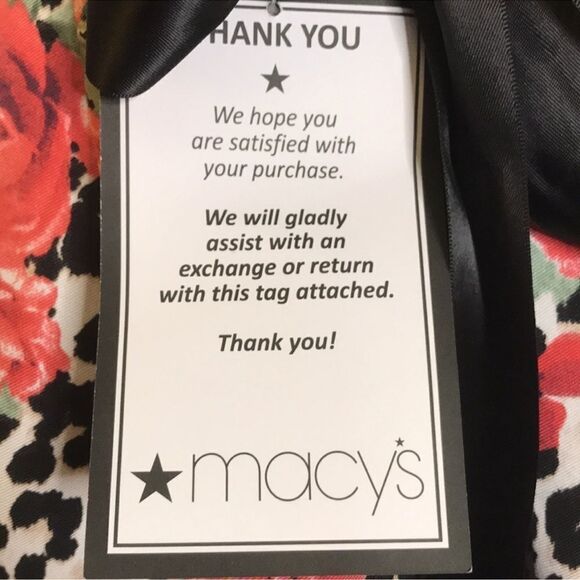 HANK YOU
We hope you
are satisfied with
your purchase.
We will gladly
assist with an
exchange or return
with this tag attached.
Thank you!
★macy's